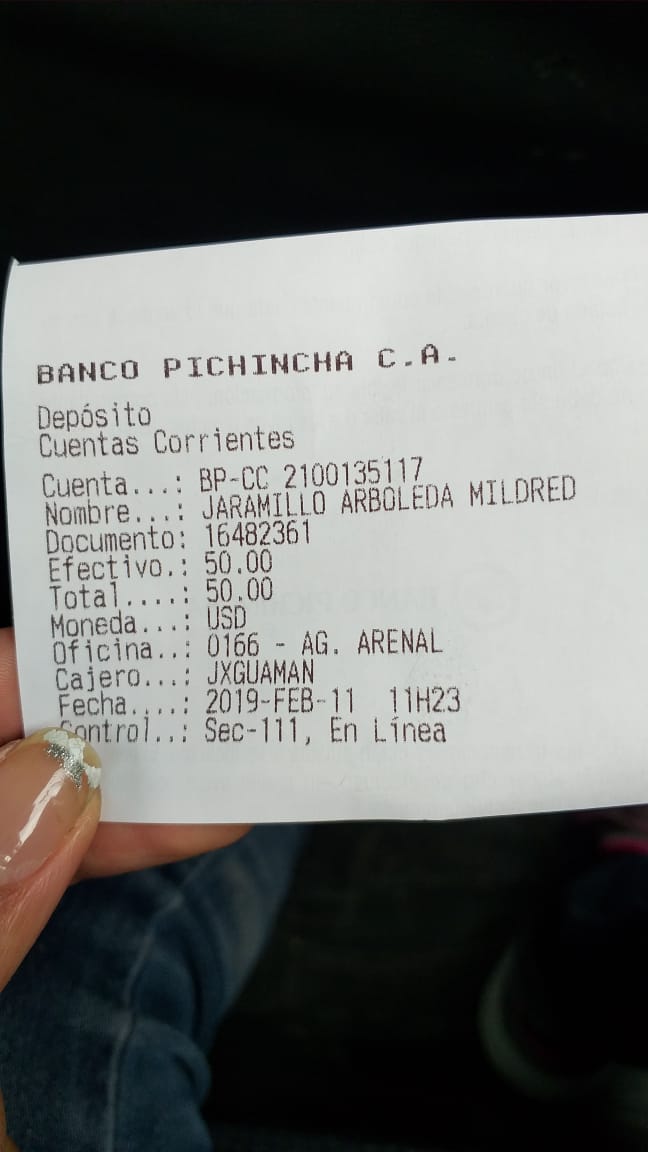 BANCO PICHINCHA C.A.
Depósito
Cuentas Corrientes
Cuenta...: BP-CC 2100135117
Nombre...: JARAMILLO ARBOLEDA MILDRED
Documento: 16482361
Efectivo.: 50.00
Total....: 50.00
Moneda...: USD
Oficina..: 0166 - AG. ARENAL
Cajero...: JXGUAMAN
Fecha....: 2019-FEB-11 11H23
Control..: Sec-111, En Línea